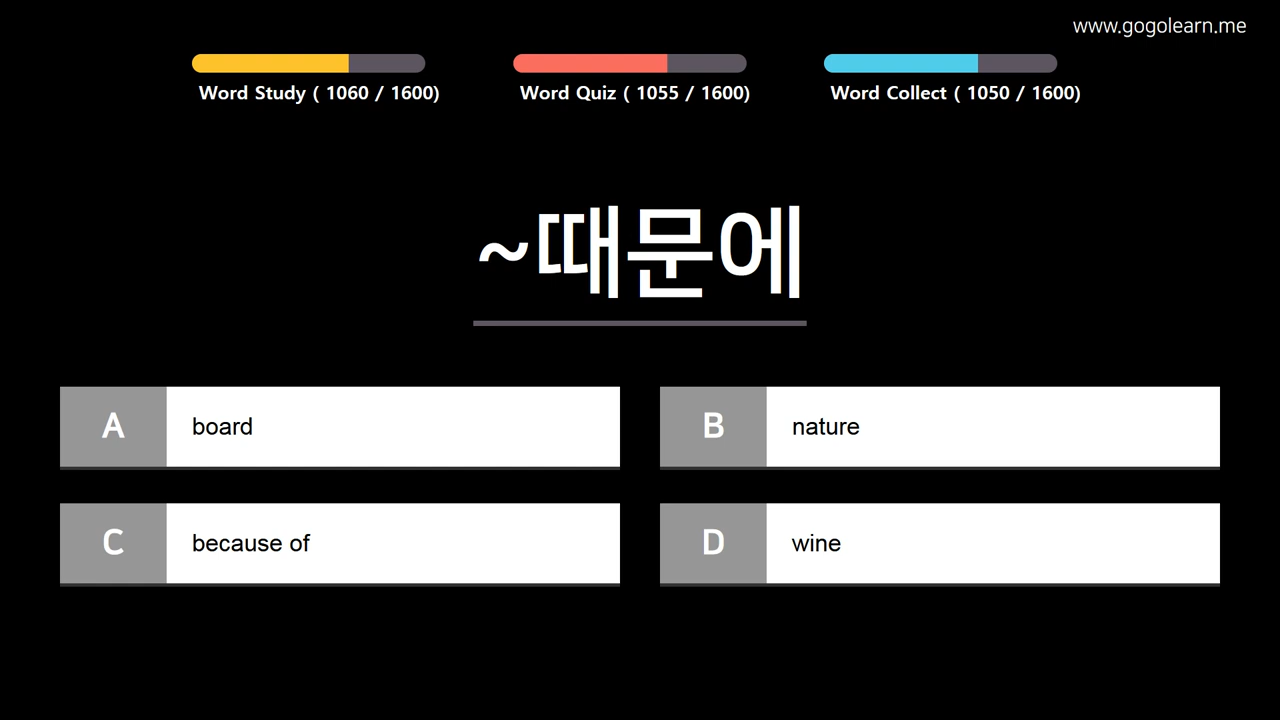 www.gogolearn.me
Word Study ( 1060 / 1600)
Word Quiz ( 1055 / 1600)
Word Collect ( 1050 / 1600)
~때문에
A board
B nature
C because of
D wine